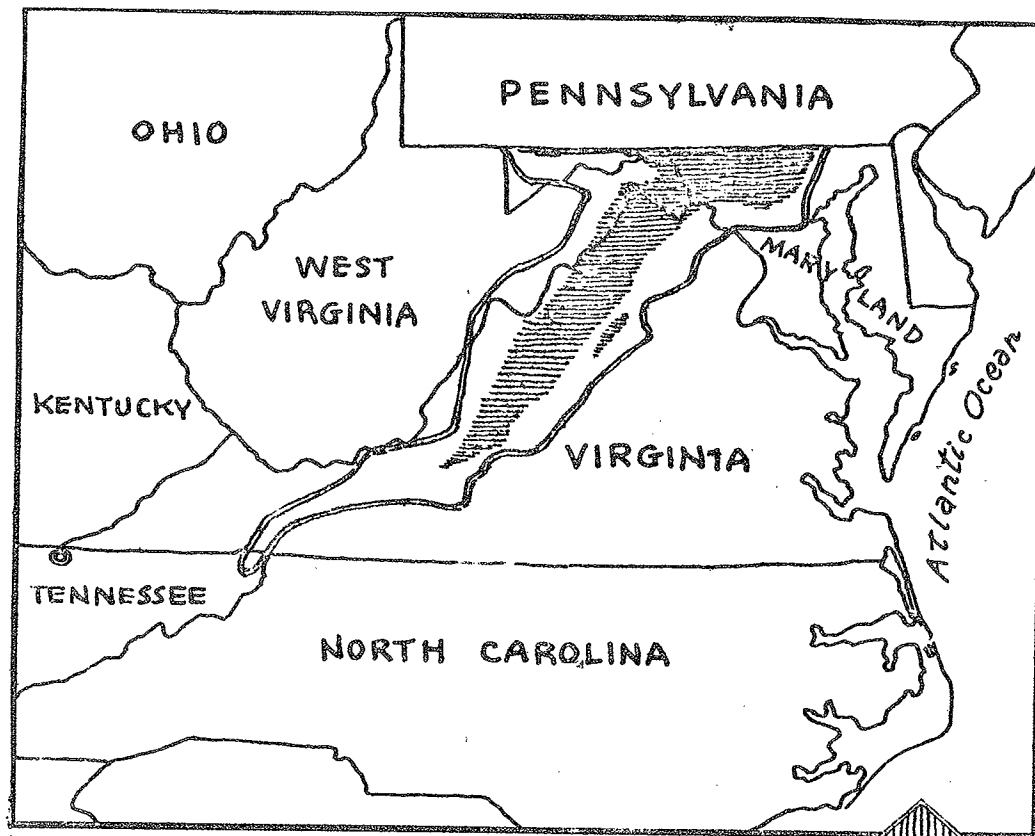 PENNSYLVANIA
OHIO
WEST
VIRGINIA
MARYLAND
KENTUCKY
VIRGINIA
Atlantic Ocean
TENNESSEE
NORTH CAROLINA